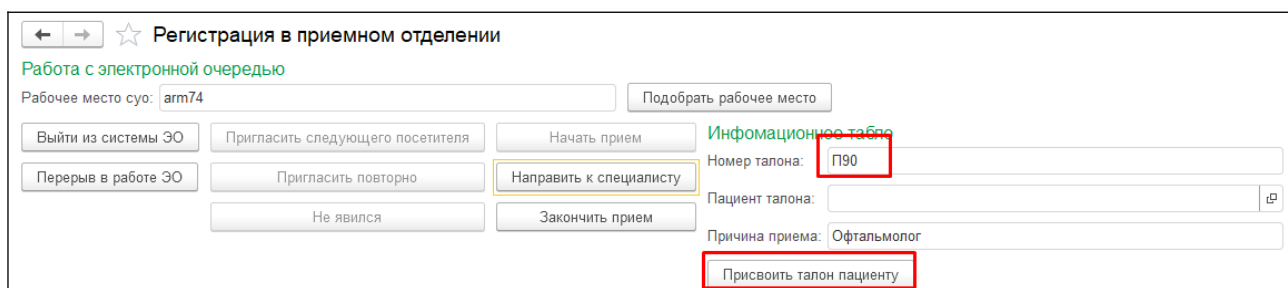 Регистрация в приемном отделении
Работа с электронной очередью
Рабочее место суо: arm74 Подобрать рабочее место
Выйти из системы ЭО Пригласить следующего посетителя Начать прием
Перерыв в работе ЭО Пригласить повторно Направить к специалисту
Не явился Закончить прием
Инфомационное табло
Номер талона: П90
Пациент талона:
Причина приема: Офтальмолог
Присвоить талон пациенту